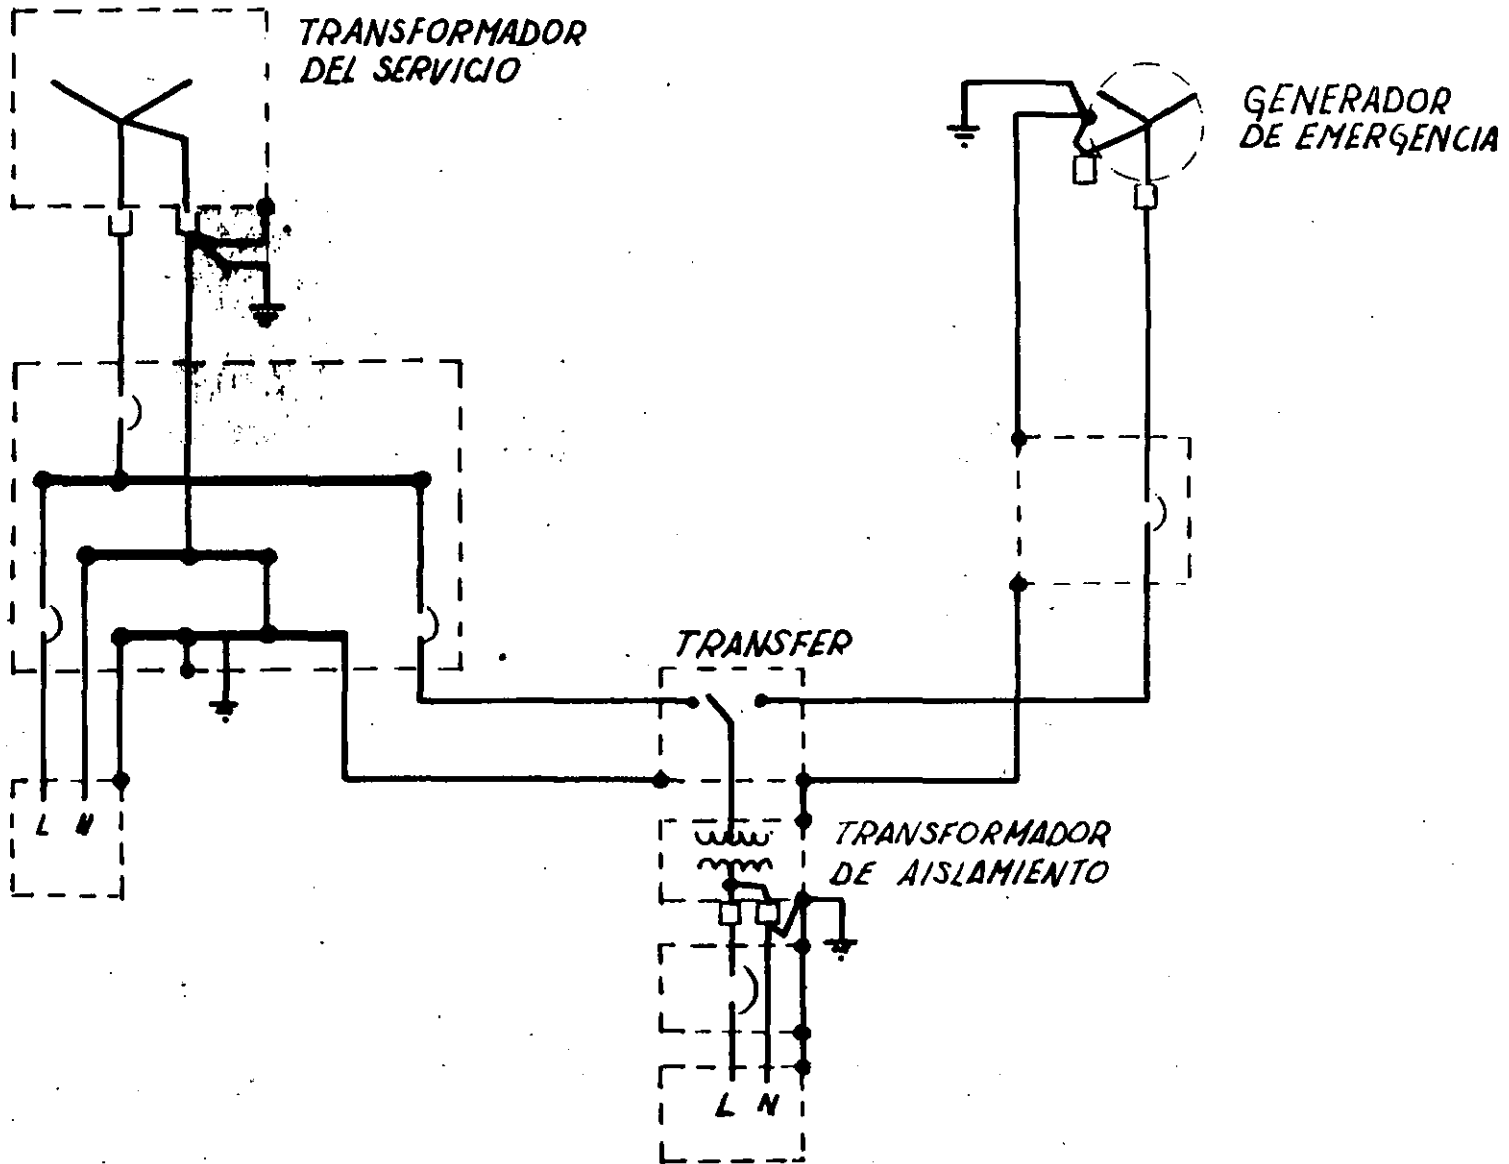 TRANSFORMADOR
DEL SERVICIO
GENERADOR
DE EMERGENCIA
TRANSFER
L N
TRANSFORMADOR
DE AISLAMIENTO
L N